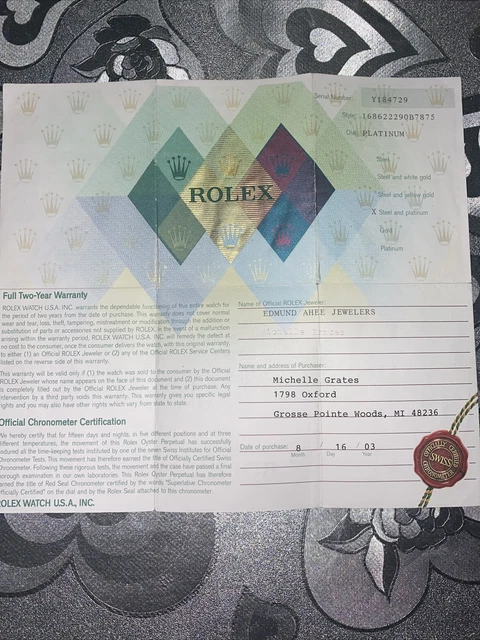 Serial Number: Y184729
Style: 16862229OB7875
Dial: PLATINUM
Steel
Steel and white gold
Steel and yellow gold
X Steel and platinum
Gold
Platinum
ROLEX
Full Two-Year Warranty
ROLEX WATCH U.S.A., INC. warrants the dependable functioning of this entire watch for
the period of two years from the date of purchase. This warranty does not cover normal
wear and tear, loss, theft, tampering, mistreatment or modification through the addition or
substitution of parts or accessories not supplied by ROLEX. In the event of a malfunction
arising within the warranty period, ROLEX will remedy the defect at
no cost to the consumer, once the consumer delivers the watch, with this original warranty,
to either (1) an Official ROLEX Jeweler or (2) any of the Official ROLEX Service Centers
listed on the reverse side of this warranty.
This warranty will be valid only if (1) the watch was sold to the consumer by the Official
ROLEX Jeweler whose name appears on the face of this document and (2) this document
is completely filled out by the Official ROLEX Jeweler at the time of purchase. Any
intervention by a third party voids this warranty. This warranty gives you specific legal
rights and you may also have other rights which vary from state to state.
Official Chronometer Certification
We hereby certify that for fifteen days and nights, in five different positions and at three
different temperatures, the movement of this Rolex Oyster Perpetual has successfully
endured all the time-keeping tests instituted by one of the seven Swiss Institutes for Official
Chronometer Tests. This movement has therefore earned the title of Officially Certified Swiss
Chronometer. Following these rigorous tests, the movement and the case have passed a final
thorough examination in our own laboratories. This Rolex Oyster Perpetual has therefore
earned the title of Red Seal Chronometer certified by the words "Superlative Chronometer
Officially Certified" on the dial and by the Rolex Seal attached to this chronometer.
ROLEX WATCH U.S.A., INC.
Name of Official ROLEX Jeweler:
EDMUND AHEE JEWELERS
Name and address of Purchaser:
Michelle Grates
1798 Oxford
Grosse Pointe Woods, MI 48236
Date of purchase: 8 / 16 / 03
Month Day Year
OFFICIALLY CERTIFIED
SWISS
CHRONOMETER